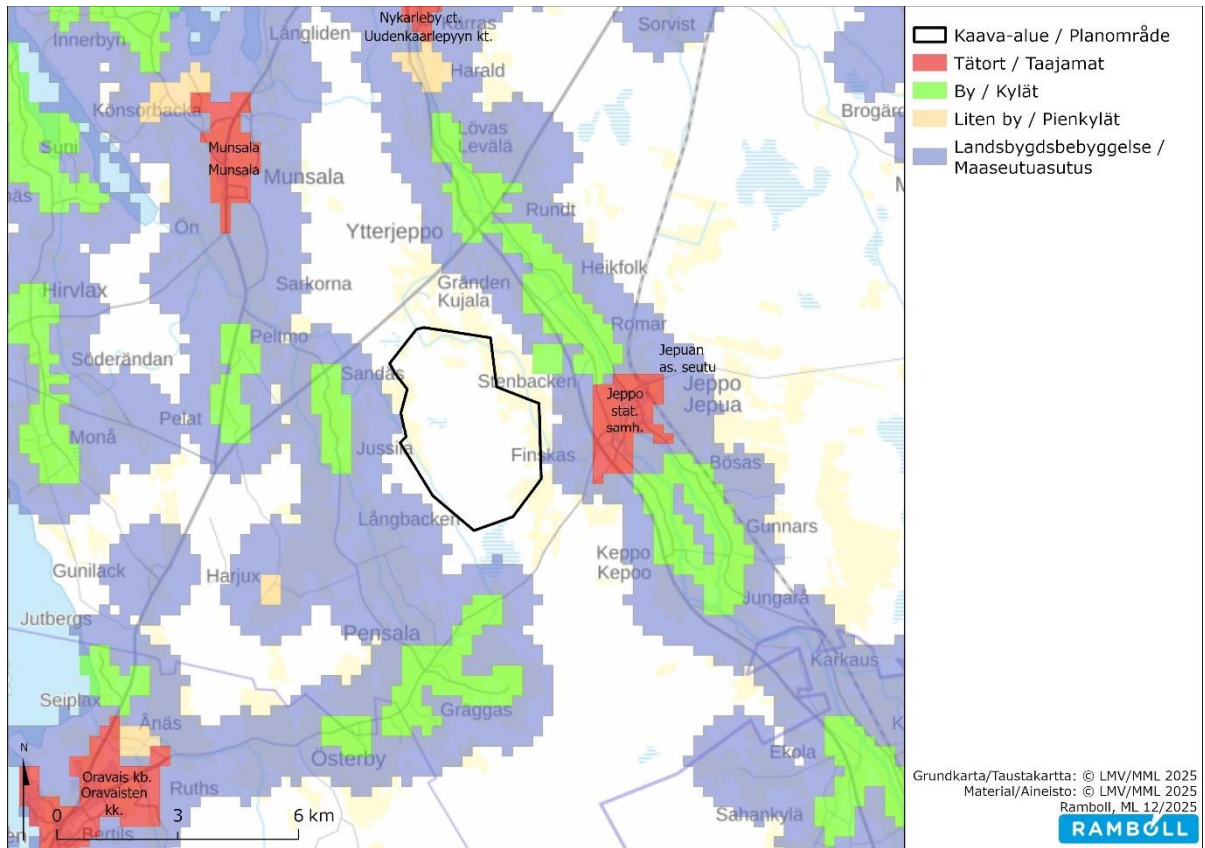 Nykarleby ct.
Uudenkaarlepyyn kt.
Kärras
Sorvist
Innerbyn
Långliden
Harald
Könsorbacka
Brogård
Lövas
Levälä
Suni
Munsala
Munsala
Munsala
Rundt
Ön
Ytterjeppo
Heikfolk
Sarkorna
Gränden
Kujala
Hirvlax
Romar
Peltmo
Jepuan
as. seutu
Söderändan
Sandås
Stenbacken
Jeppo
Jepua
Jeppo
stat.
samh.
Pelat
Monå
Jussila
Finskas
Bösas
Långbacken
Gunnars
Keppo
Kepoo
Gunilack
Harjux
Jungarå
Jutbergs
Pensala
Karkaus
Seiplax
Ånäs
Graggas
Österby
Ekola
Oravais kb.
Oravaisten
kk.
Ruths
Bertils
Sahankylä
N
0 3 6 km
Kaava-alue / Planområde
Tätort / Taajamat
By / Kylät
Liten by / Pienkylät
Landsbygdsbebyggelse /
Maaseutuasutus
Grundkarta/Taustakartta: © LMV/MML 2025
Material/Aineisto: © LMV/MML 2025
Ramboll, ML 12/2025
RAMBOLL